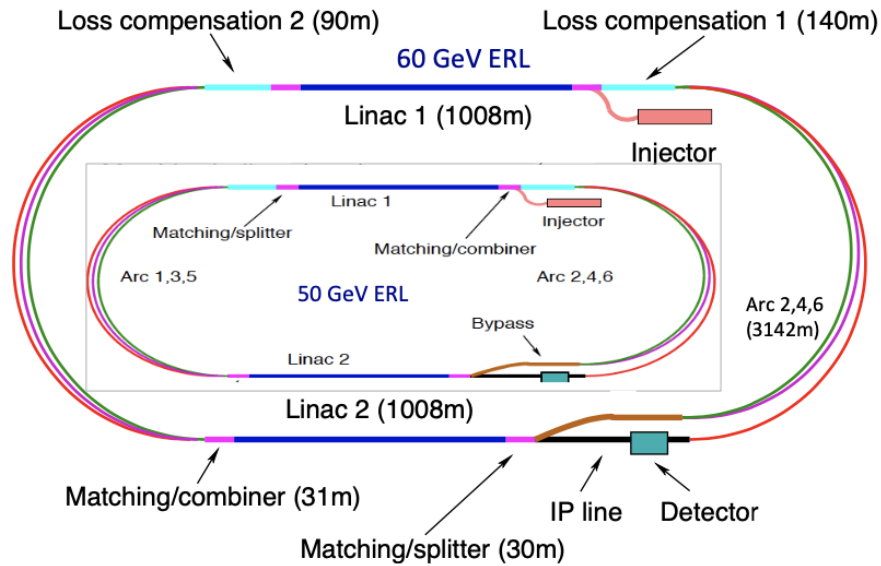 Loss compensation 2 (90m)
Loss compensation 1 (140m)
60 GeV ERL
Linac 1 (1008m)
Injector
Linac 1
Injector
Matching/splitter
Matching/combiner
Arc 1,3,5
Arc 2,4,6
50 GeV ERL
Bypass
Arc 2,4,6
(3142m)
Linac 2
Linac 2 (1008m)
Matching/combiner (31m)
IP line
Detector
Matching/splitter (30m)